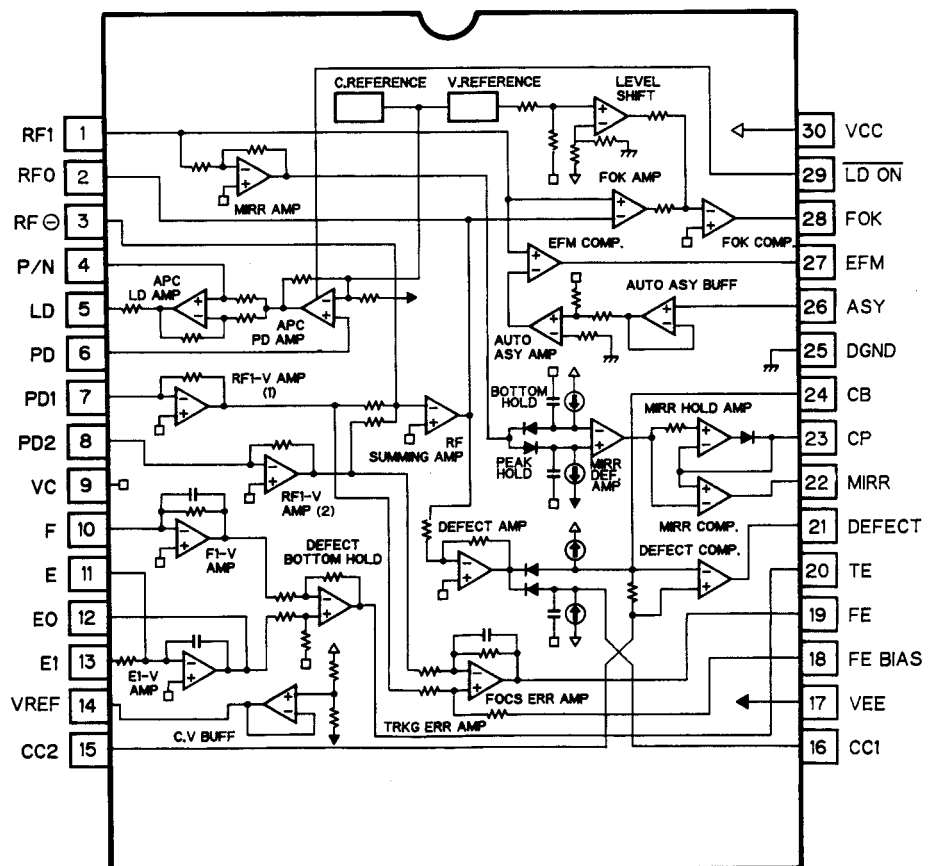 C.REFERENCE
V.REFERENCE
LEVEL
SHIFT
RF1 1
RFO 2
RF⊖ 3
P/N 4
LD 5
PD 6
PD1 7
PD2 8
VC 9
F 10
E 11
EO 12
E1 13
VREF 14
CC2 15
30 VCC
29 LD ON
28 FOK
27 EFM
26 ASY
25 DGND
24 CB
23 CP
22 MIRR
21 DEFECT
20 TE
19 FE
18 FE BIAS
17 VEE
16 CC1
MIRR AMP
FOK AMP
EFM COMP.
FOK COMP.
APC
LD AMP
APC
PD AMP
AUTO ASY BUFF
AUTO
ASY AMP
RF1-V AMP
(1)
BOTTOM
HOLD
MIRR HOLD AMP
RF
SUMMING AMP
PEAK
HOLD
MIRR
DEF.
AMP
RF1-V
AMP (2)
MIRR COMP.
F1-V
AMP
DEFECT
BOTTOM HOLD
DEFECT AMP
DEFECT COMP.
E1-V
AMP
FOCS ERR AMP
C.V BUFF
TRKG ERR AMP